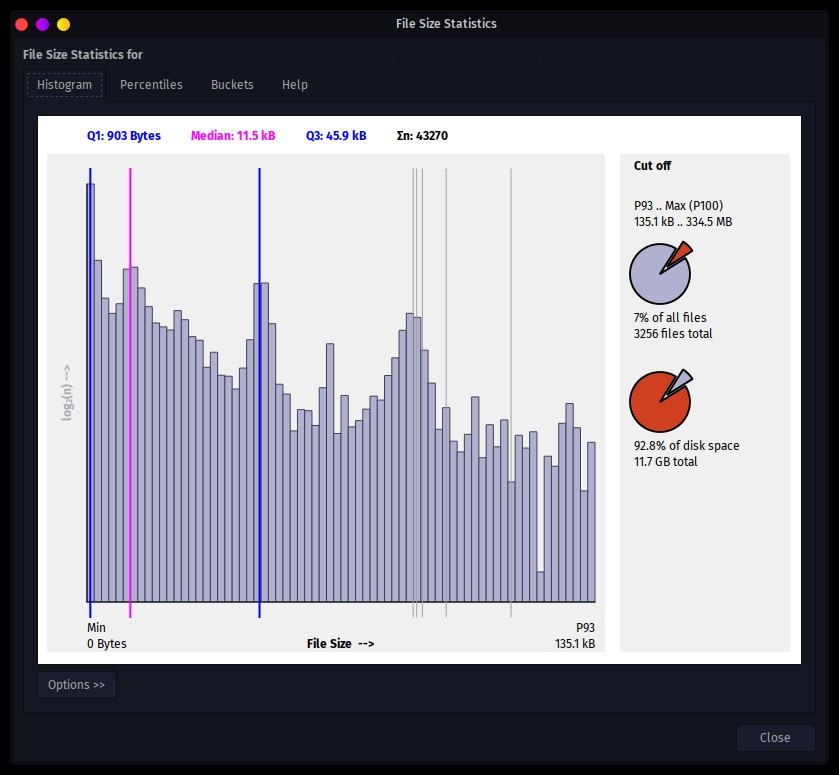 File Size Statistics
File Size Statistics for
Histogram Percentiles Buckets Help
Q1: 903 Bytes Median: 11.5 kB Q3: 45.9 kB Σn: 43270
Cut off
P93 .. Max (P100)
135.1 kB .. 334.5 MB
7% of all files
3256 files total
92.8% of disk space
11.7 GB total
log₂(n) -->
Min P93
0 Bytes File Size --> 135.1 kB
Options >>
Close